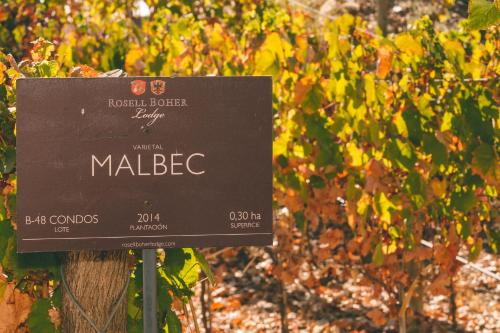 ROSELL BOHER
Lodge
VARIETAL
MALBEC
B-48 CONDOS 2014 0,30 ha
LOTE PLANTACIÓN SUPERFICIE
rosellboherlodge.com